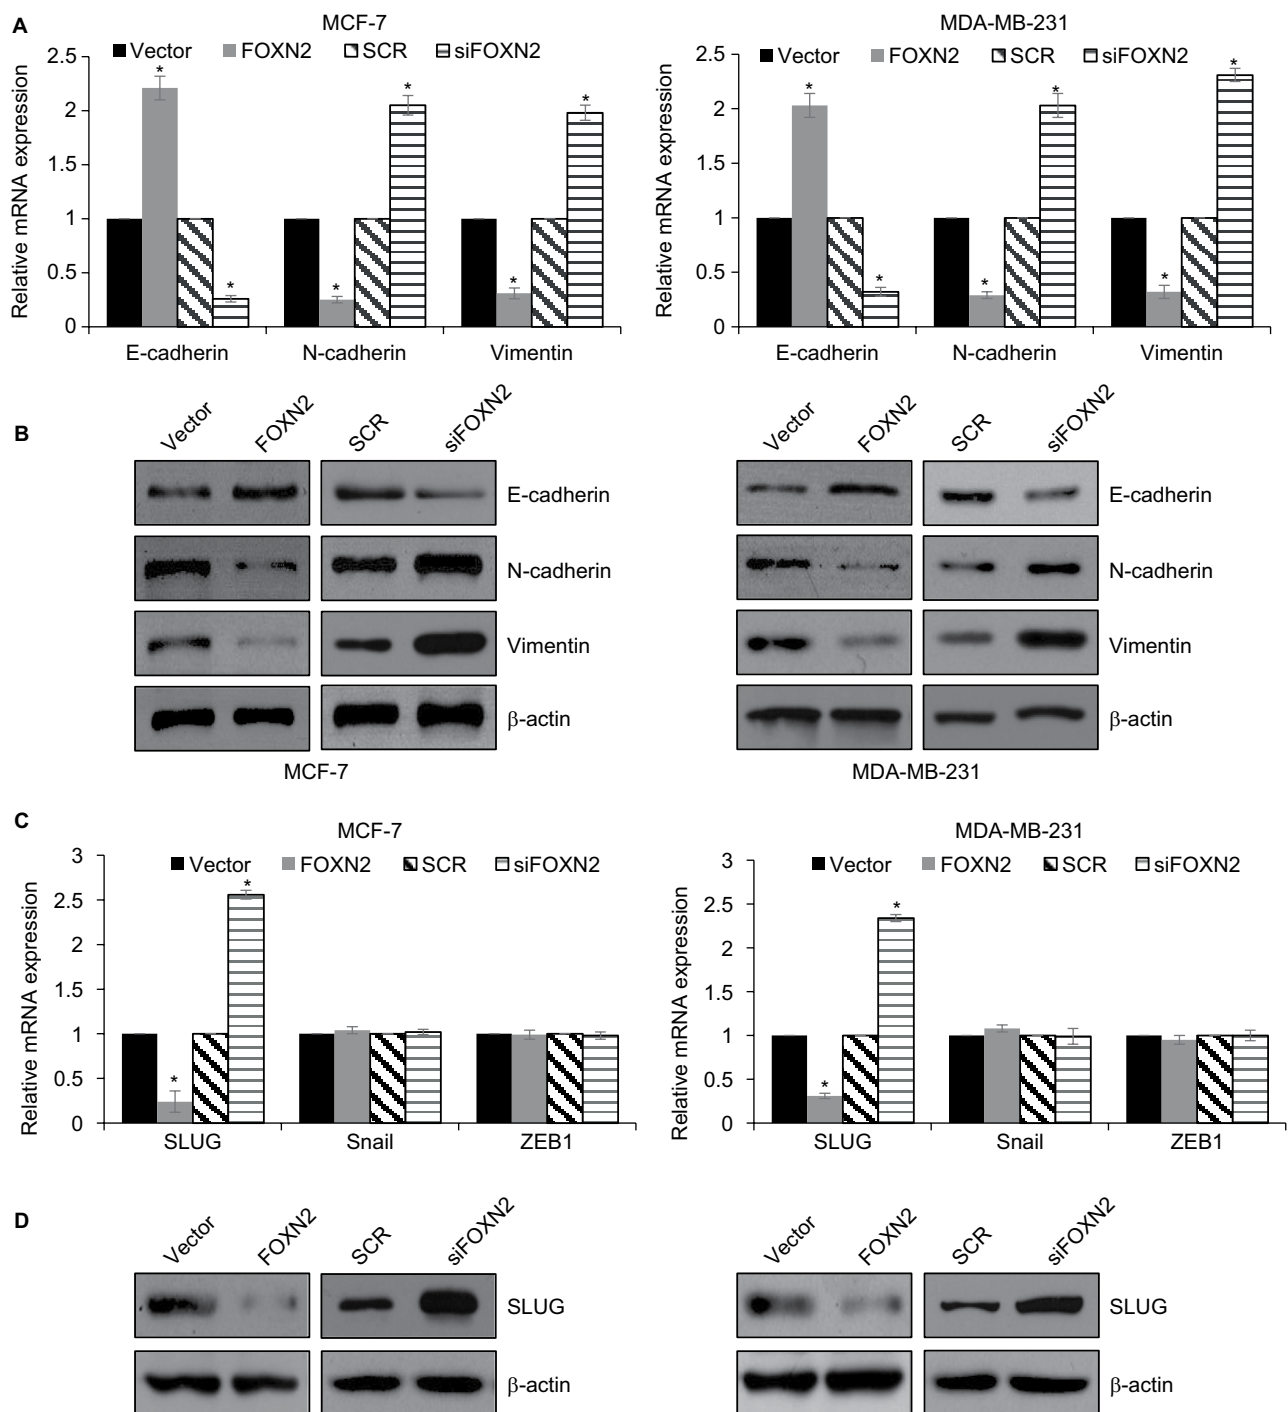 A
MCF-7
Vector FOXN2 SCR siFOXN2
Relative mRNA expression
2.5
2
1.5
1
0.5
0
* * * * * *
E-cadherin N-cadherin Vimentin
MDA-MB-231
Vector FOXN2 SCR siFOXN2
Relative mRNA expression
2.5
2
1.5
1
0.5
0
* * * * * *
E-cadherin N-cadherin Vimentin
B
Vector FOXN2 SCR siFOXN2
E-cadherin
N-cadherin
Vimentin
β-actin
MCF-7
Vector FOXN2 SCR siFOXN2
E-cadherin
N-cadherin
Vimentin
β-actin
MDA-MB-231
C
MCF-7
Vector FOXN2 SCR siFOXN2
Relative mRNA expression
3
2.5
2
1.5
1
0.5
0
* *
SLUG Snail ZEB1
MDA-MB-231
Vector FOXN2 SCR siFOXN2
Relative mRNA expression
3
2.5
2
1.5
1
0.5
0
* *
SLUG Snail ZEB1
D
Vector FOXN2 SCR siFOXN2
SLUG
β-actin
Vector FOXN2 SCR siFOXN2
SLUG
β-actin